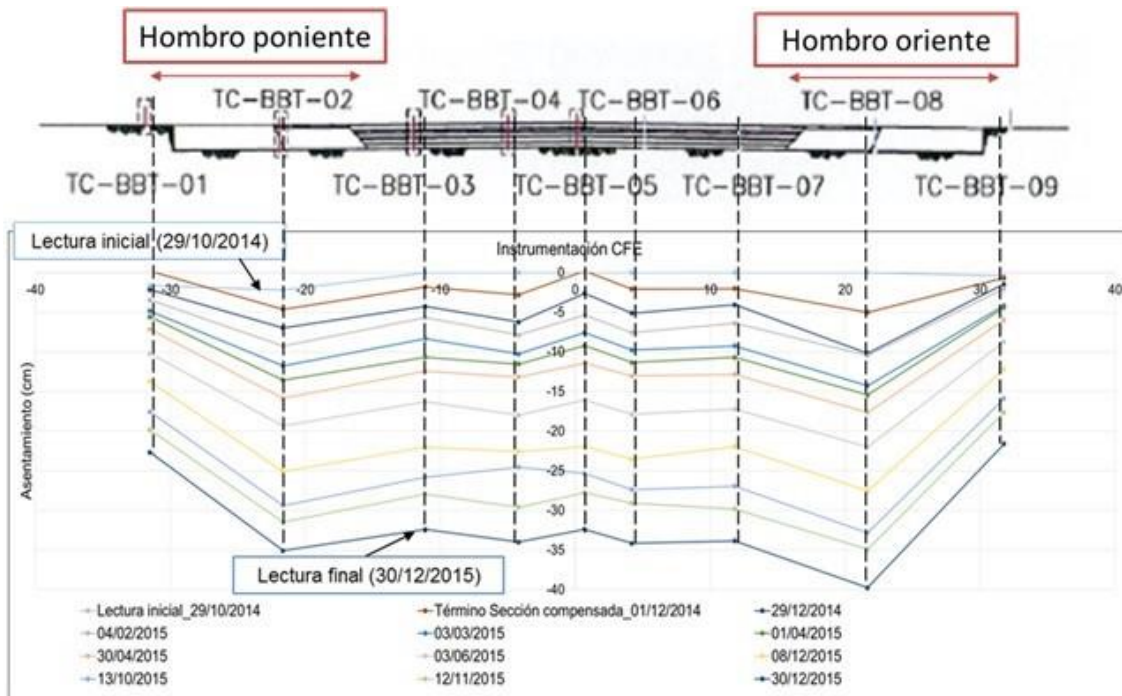 Hombro poniente
Hombro oriente
TC-BBT-02
TC-BBT-04
TC-BBT-06
TC-BBT-08
TC-BBT-01
TC-BBT-03
TC-BBT-05
TC-BBT-07
TC-BBT-09
Lectura inicial (29/10/2014)
Instrumentación CFE
0
-40
-30
-20
-10
10
20
30
40
-5
-10
-15
-20
-25
-30
-35
-40
Asentamiento (cm)
Lectura final (30/12/2015)
Lectura inicial_29/10/2014
Término Sección compensada_01/12/2014
29/12/2014
04/02/2015
03/03/2015
01/04/2015
30/04/2015
03/06/2015
08/12/2015
13/10/2015
12/11/2015
30/12/2015